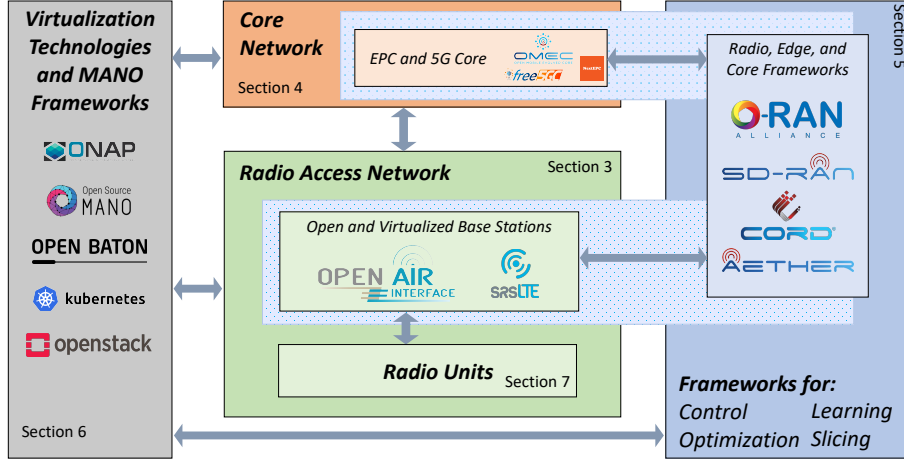 Virtualization
Technologies
and MANO
Frameworks
ONAP
Open Source
MANO
OPEN BATON
kubernetes
openstack
Section 6
Core
Network
Section 4
EPC and 5G Core
OMEC
free5GC
NextEPC
Radio Access Network
Section 3
Open and Virtualized Base Stations
OPEN AIR
INTERFACE
srsLTE
Radio Units
Section 7
Section 5
Radio, Edge, and
Core Frameworks
O-RAN
ALLIANCE
SD-RAN
CORD®
AETHER
Frameworks for:
Control Learning
Optimization Slicing